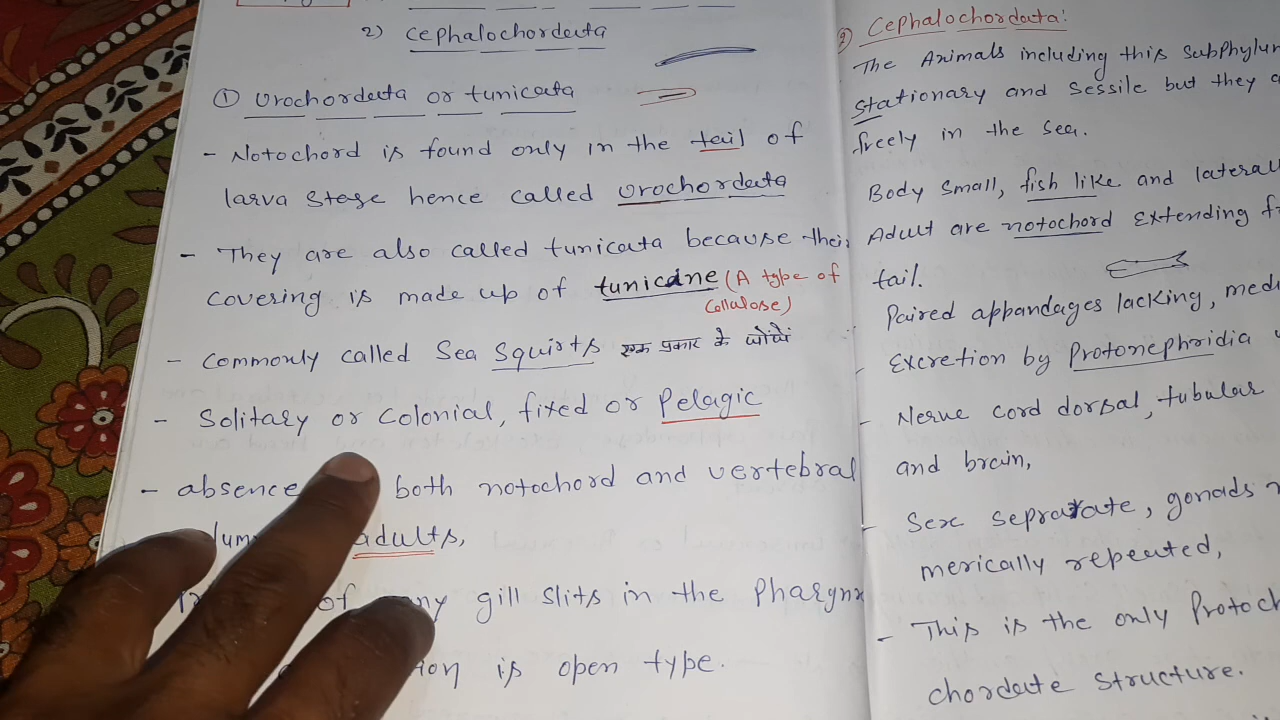 2) Cephalochordata
① Urochordata or tunicata
- Notochord is found only in the tail of
larva stage hence called Urochordata
- They are also called tunicata because their
covering is made up of tunicine (A type of
Cellulose)
- Commonly called Sea Squirts एक प्रकार के
- Solitary or Colonial, fixed or Pelagic
- absence both notochord and vertebral
adults,
of gill slits in the Pharynx
is open type.
Cephalochordata:
The Animals including this Subphylum
Stationary and Sessile but they
freely in the Sea.
Body Small, fish like and
Adult are notochord Extending
tail.
Paired appandages lacking,
- Excretion by Protonephridia
- Nerve cord dorsal, tubular
and brain,
- Sex seprarate, gonads
merically repeated,
- This is the only
chordate structure.